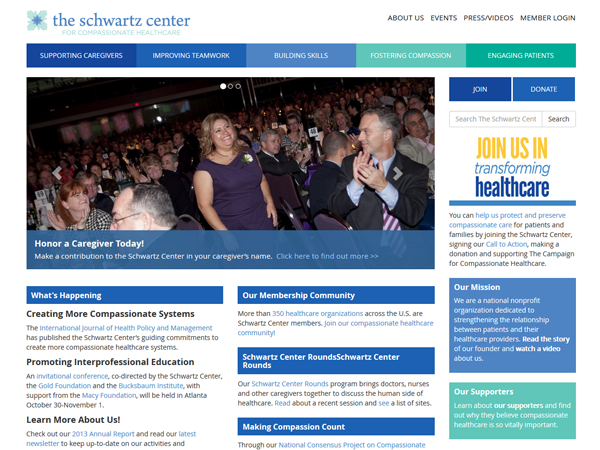 the schwartz center
FOR COMPASSIONATE HEALTHCARE
ABOUT US EVENTS PRESS/VIDEOS MEMBER LOGIN
SUPPORTING CAREGIVERS IMPROVING TEAMWORK BUILDING SKILLS FOSTERING COMPASSION ENGAGING PATIENTS
Honor a Caregiver Today!
Make a contribution to the Schwartz Center in your caregiver's name. Click here to find out more >>
What's Happening
Creating More Compassionate Systems
The International Journal of Health Policy and Management
has published the Schwartz Center's guiding commitments to
create more compassionate healthcare systems.
Promoting Interprofessional Education
An invitational conference, co-directed by the Schwartz Center,
the Gold Foundation and the Bucksbaum Institute, with
support from the Macy Foundation, will be held in Atlanta
October 30-November 1.
Learn More About Us!
Check out our 2013 Annual Report and read our latest
newsletter to keep up-to-date on our activities and
Our Membership Community
More than 350 healthcare organizations across the U.S. are
Schwartz Center members. Join our compassionate healthcare
community!
Schwartz Center RoundsSchwartz Center
Rounds
Our Schwartz Center Rounds program brings doctors, nurses
and other caregivers together to discuss the human side of
healthcare. Read about a recent session and see a list of sites.
Making Compassion Count
Through our National Consensus Project on Compassionate
JOIN DONATE
Search The Schwartz Cent Search
JOIN US IN
transforming
healthcare
You can help us protect and preserve
compassionate care for patients and
families by joining the Schwartz Center,
signing our Call to Action, making a
donation and supporting The Campaign
for Compassionate Healthcare.
Our Mission
We are a national nonprofit
organization dedicated to
strengthening the relationship
between patients and their
healthcare providers. Read the story
of our founder and watch a video
about us.
Our Supporters
Learn about our supporters and find
out why they believe compassionate
healthcare is so vitally important.